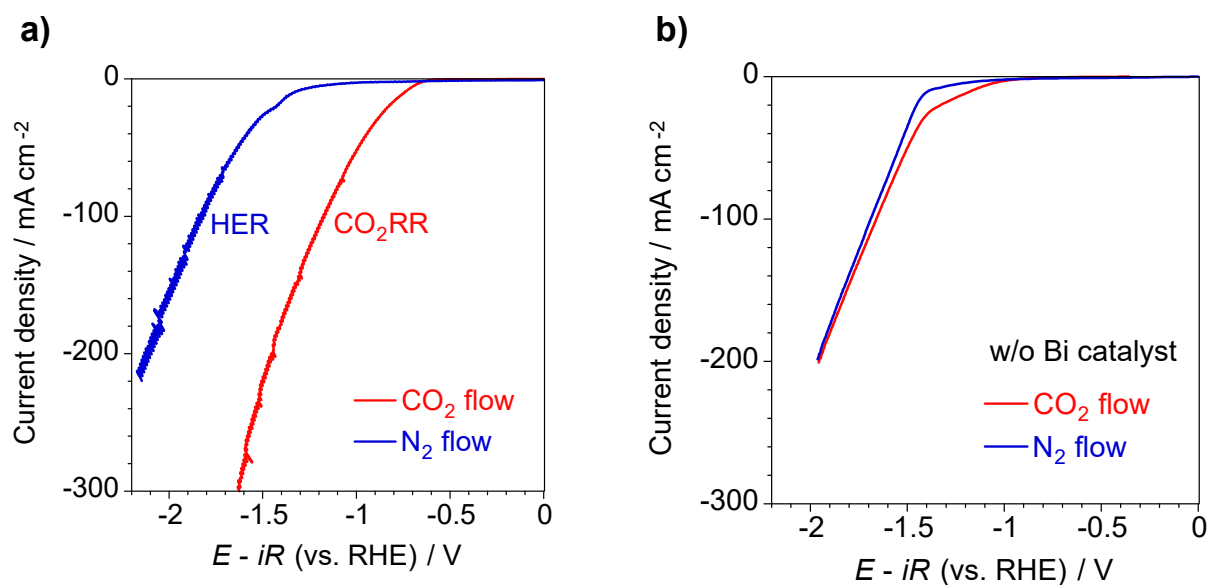 a)
0
-100
-200
-300
Current density / mA cm⁻²
HER
CO₂RR
CO₂ flow
N₂ flow
-2
-1.5
-1
-0.5
0
E - iR (vs. RHE) / V
b)
0
-100
-200
-300
Current density / mA cm⁻²
w/o Bi catalyst
CO₂ flow
N₂ flow
-2
-1.5
-1
-0.5
0
E - iR (vs. RHE) / V